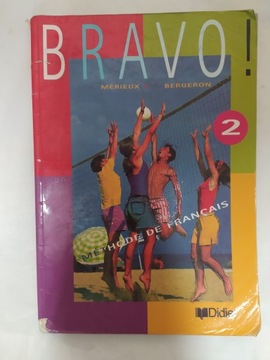 BRAVO!
MÉRIEUX BERGERON
2
MÉTHODE DE FRANÇAIS
Didier